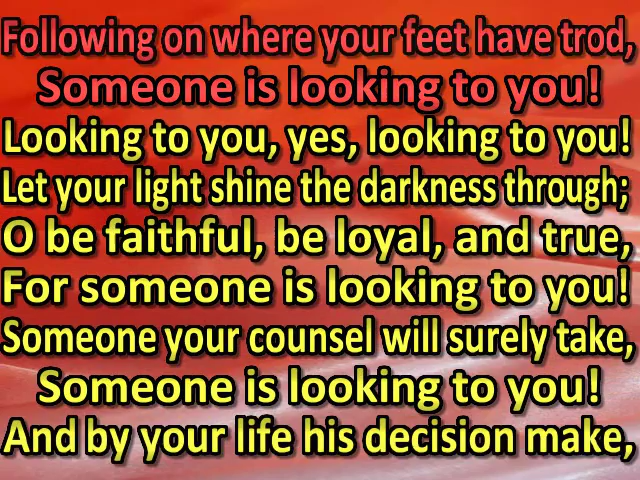 Following on where your feet have trod,
Someone is looking to you!
Looking to you, yes, looking to you!
Let your light shine the darkness through;
O be faithful, be loyal, and true,
For someone is looking to you!
Someone your counsel will surely take,
Someone is looking to you!
And by your life his decision make,